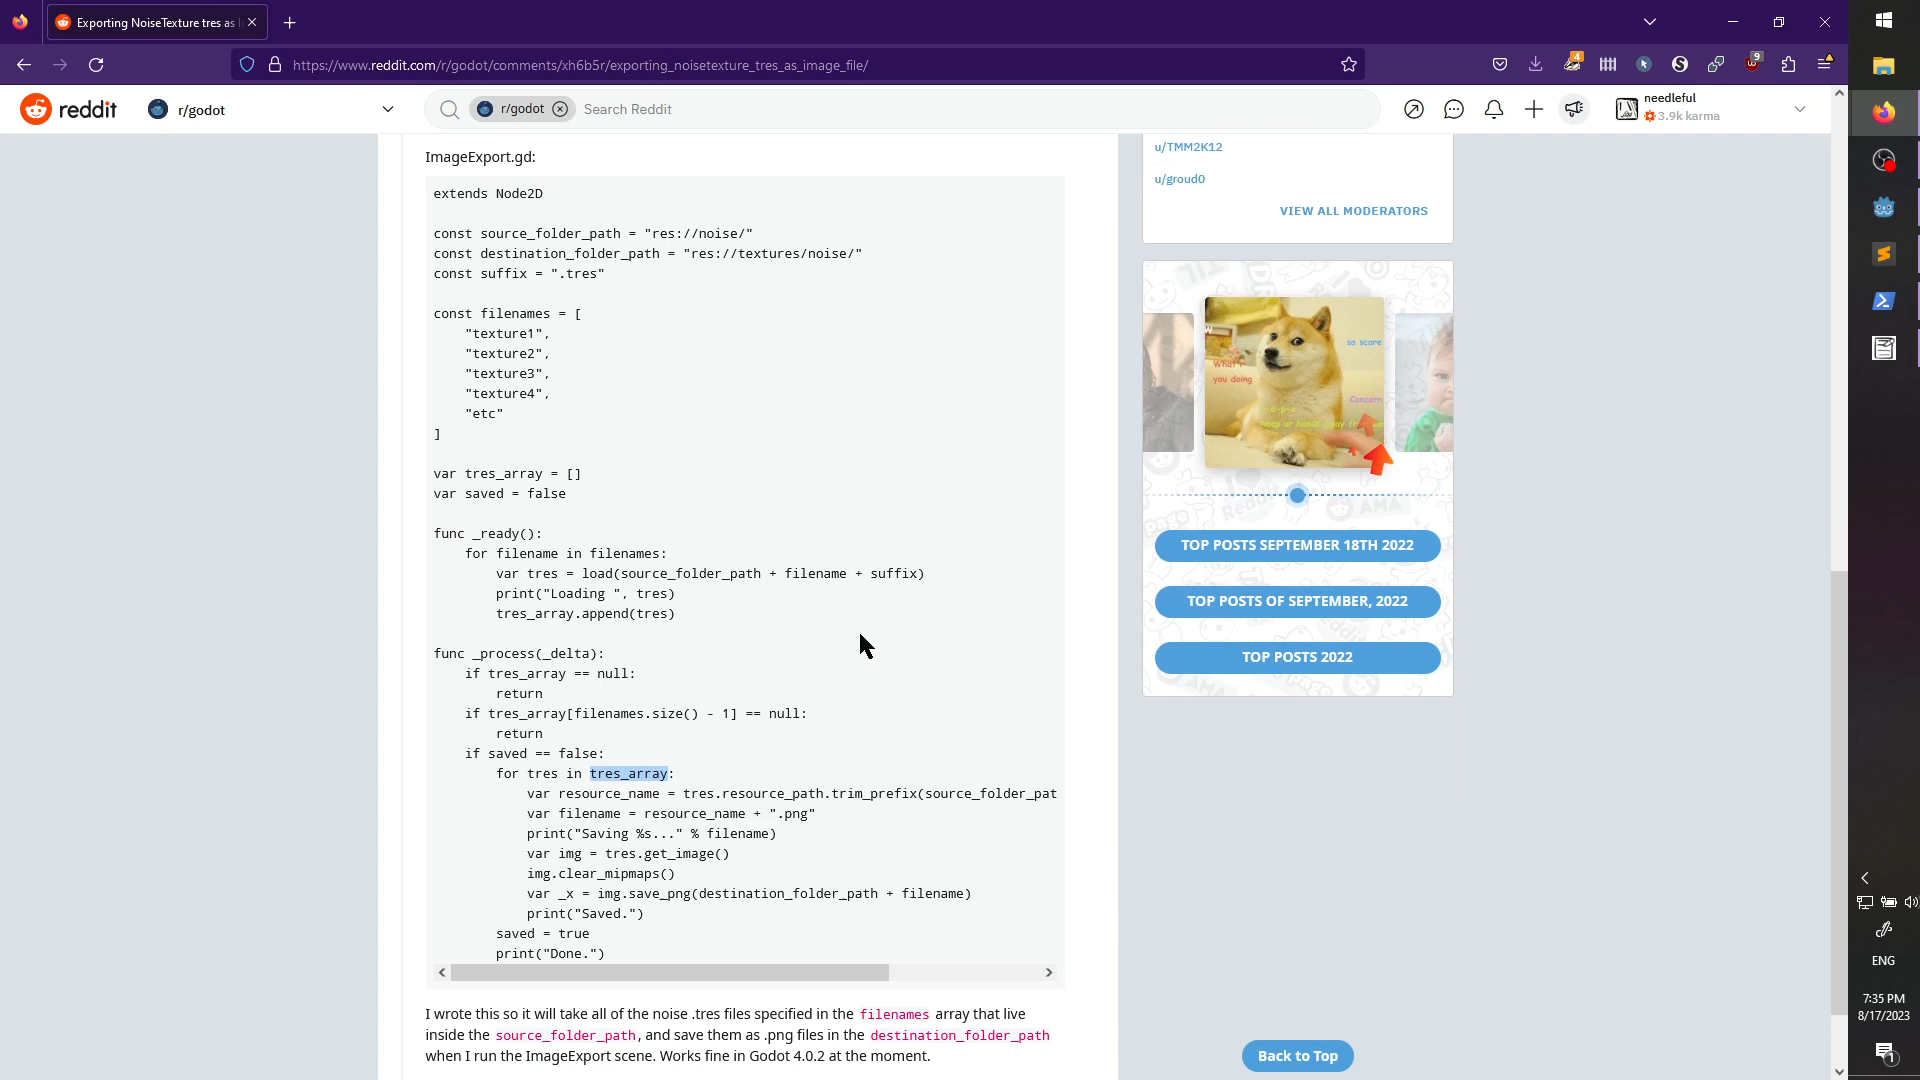 Exporting NoiseTexture tres as
https://www.reddit.com/r/godot/comments/xh6b5r/exporting_noisetexture_tres_as_image_file/
4
9
reddit
r/godot
r/godot
Search Reddit
needleful
3.9k karma
ImageExport.gd:
extends Node2D
const source_folder_path = "res://noise/"
const destination_folder_path = "res://textures/noise/"
const suffix = ".tres"
const filenames = [
"texture1",
"texture2",
"texture3",
"texture4",
"etc"
]
var tres_array = []
var saved = false
func _ready():
for filename in filenames:
var tres = load(source_folder_path + filename + suffix)
print("Loading ", tres)
tres_array.append(tres)
func _process(_delta):
if tres_array == null:
return
if tres_array[filenames.size() - 1] == null:
return
if saved == false:
for tres in tres_array:
var resource_name = tres.resource_path.trim_prefix(source_folder_pat
var filename = resource_name + ".png"
print("Saving %s..." % filename)
var img = tres.get_image()
img.clear_mipmaps()
var _x = img.save_png(destination_folder_path + filename)
print("Saved.")
saved = true
print("Done.")
I wrote this so it will take all of the noise .tres files specified in the filenames array that live
inside the source_folder_path, and save them as .png files in the destination_folder_path
when I run the ImageExport scene. Works fine in Godot 4.0.2 at the moment.
u/TMM2K12
u/groud0
VIEW ALL MODERATORS
so scare
What r
you doing
Concern
TOP POSTS SEPTEMBER 18TH 2022
TOP POSTS OF SEPTEMBER, 2022
TOP POSTS 2022
Back to Top
ENG
7:35 PM
8/17/2023
1